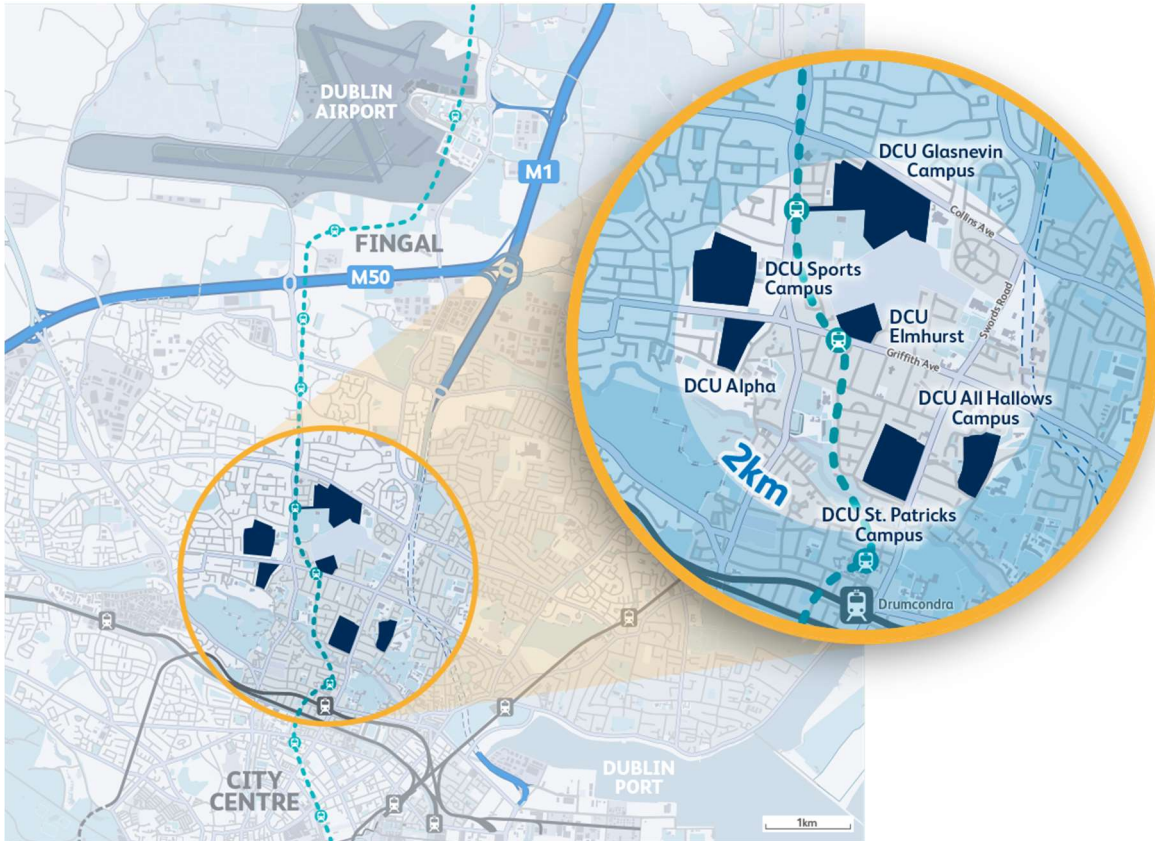 DUBLIN
AIRPORT
M1
FINGAL
M50
CITY
CENTRE
DUBLIN
PORT
1km
DCU Glasnevin
Campus
Collins Ave
DCU Sports
Campus
Swords Road
DCU
Elmhurst
Griffith Ave
DCU Alpha
DCU All Hallows
Campus
2km
DCU St. Patricks
Campus
Drumcondra